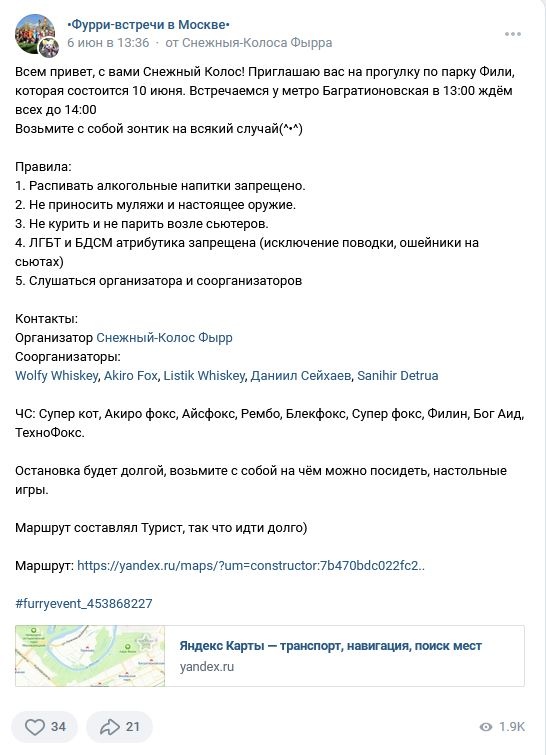 •Фурри-встречи в Москве•
6 июн в 13:36 · от Снежныя-Колоса Фырра
Всем привет, с вами Снежный Колос! Приглашаю вас на прогулку по парку Фили,
которая состоится 10 июня. Встречаемся у метро Багратионовская в 13:00 ждём
всех до 14:00
Возьмите с собой зонтик на всякий случай(^•^)
Правила:
1. Распивать алкогольные напитки запрещено.
2. Не приносить муляжи и настоящее оружие.
3. Не курить и не парить возле сьютеров.
4. ЛГБТ и БДСМ атрибутика запрещена (исключение поводки, ошейники на
сьютах)
5. Слушаться организатора и соорганизаторов
Контакты:
Организатор Снежный-Колос Фырр
Соорганизаторы:
Wolfy Whiskey, Akiro Fox, Listik Whiskey, Даниил Сейхаев, Sanihir Detrua
ЧС: Супер кот, Акиро фокс, Айсфокс, Рембо, Блекфокс, Супер фокс, Филин, Бог Аид,
ТехноФокс.
Остановка будет долгой, возьмите с собой на чём можно посидеть, настольные
игры.
Маршрут составлял Турист, так что идти долго)
Маршрут: https://yandex.ru/maps/?um=constructor:7b470bdc022fc2..
#furryevent_453868227
Яндекс Карты — транспорт, навигация, поиск мест
yandex.ru
34
21
1.9K